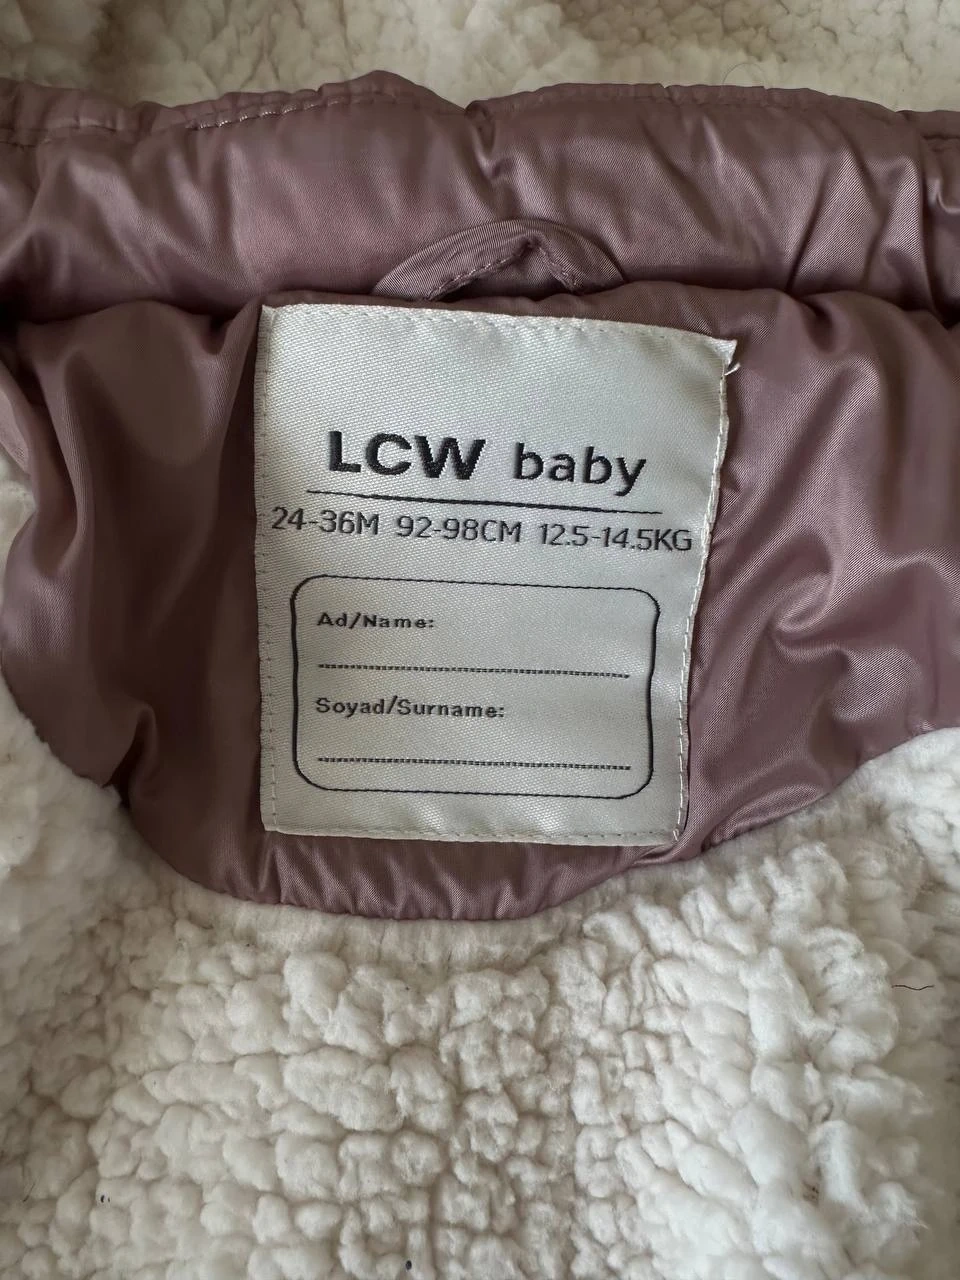 LCW baby
24-36M 92-98CM 12.5-14.5KG
Ad/Name:
Soyad/Surname: